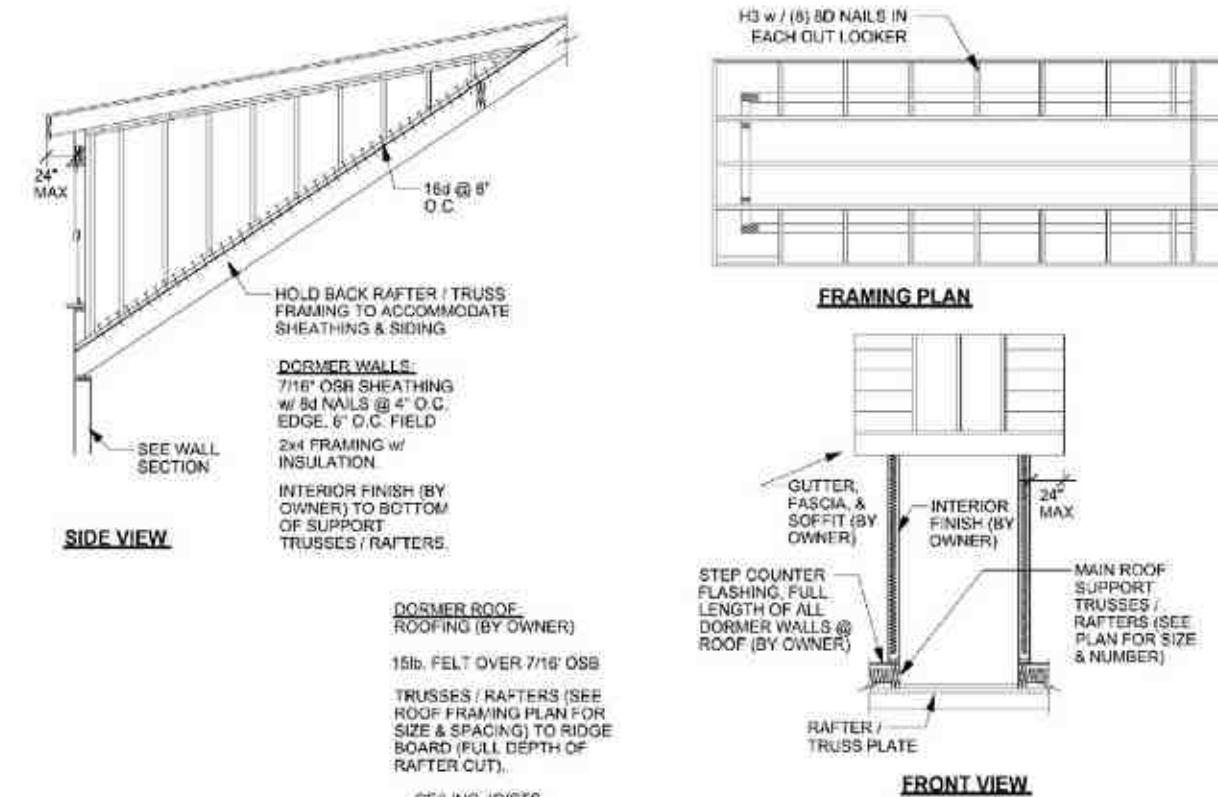 24"
MAX
16d @ 6"
O.C.
HOLD BACK RAFTER / TRUSS
FRAMING TO ACCOMMODATE
SHEATHING & SIDING
DORMER WALLS:
7/16" OSB SHEATHING
w/ 8d NAILS @ 4" O.C.
EDGE, 6" O.C. FIELD
2x4 FRAMING w/
INSULATION.
INTERIOR FINISH (BY
OWNER) TO BOTTOM
OF SUPPORT
TRUSSES / RAFTERS.
SEE WALL
SECTION
SIDE VIEW
DORMER ROOF:
ROOFING (BY OWNER)
15lb. FELT OVER 7/16' OSB
TRUSSES / RAFTERS (SEE
ROOF FRAMING PLAN FOR
SIZE & SPACING) TO RIDGE
BOARD (FULL DEPTH OF
RAFTER CUT).
CEILING JOISTS
H3 w / (8) 8D NAILS IN
EACH OUT LOOKER
FRAMING PLAN
GUTTER,
FASCIA, &
SOFFIT (BY
OWNER)
INTERIOR
FINISH (BY
OWNER)
24"
MAX
STEP COUNTER
FLASHING, FULL
LENGTH OF ALL
DORMER WALLS @
ROOF (BY OWNER)
MAIN ROOF
SUPPORT
TRUSSES /
RAFTERS (SEE
PLAN FOR SIZE
& NUMBER)
RAFTER /
TRUSS PLATE
FRONT VIEW